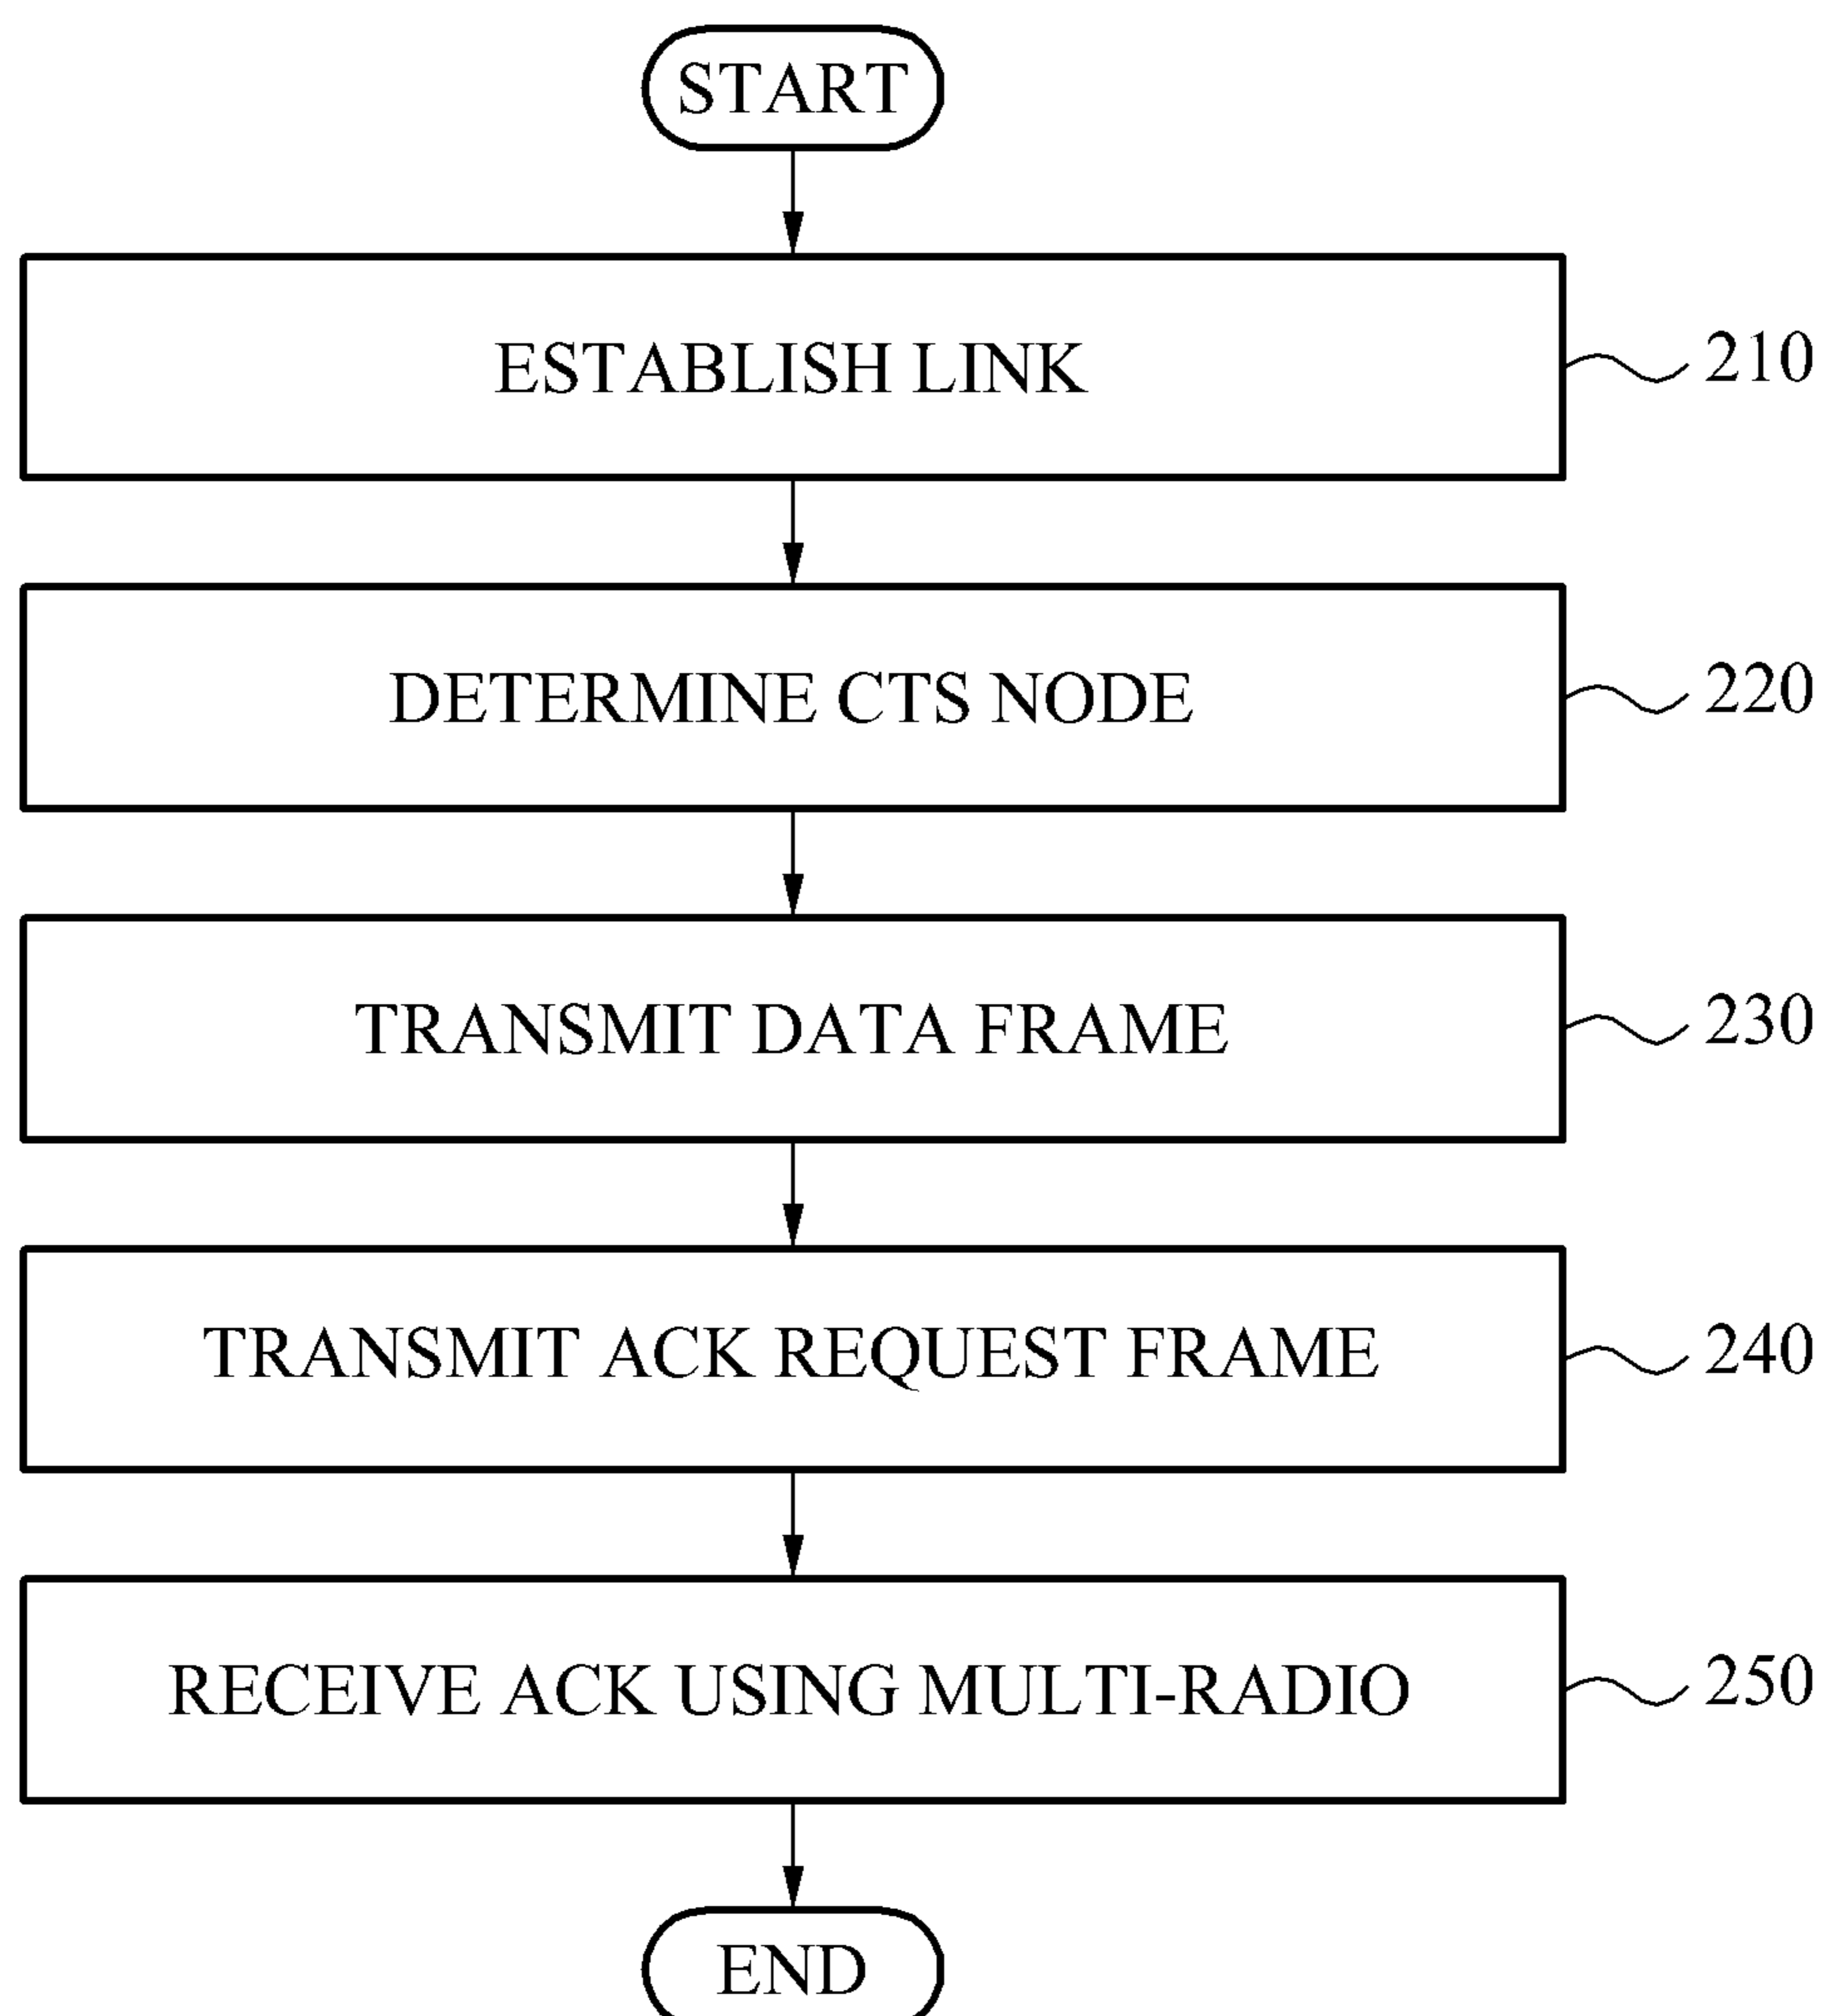 START
ESTABLISH LINK
210
DETERMINE CTS NODE
220
TRANSMIT DATA FRAME
230
TRANSMIT ACK REQUEST FRAME
240
RECEIVE ACK USING MULTI-RADIO
250
END